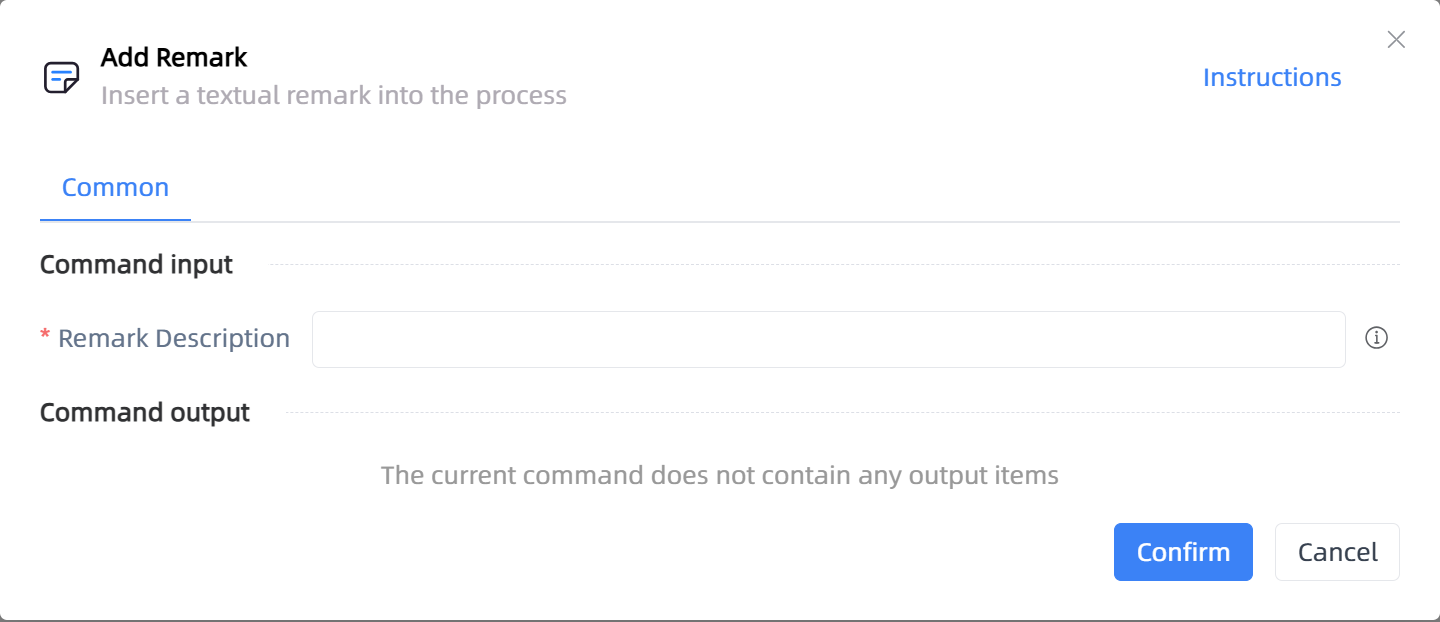 Add Remark
Insert a textual remark into the process
Instructions
Common
Command input
* Remark Description
Command output
The current command does not contain any output items
Confirm
Cancel